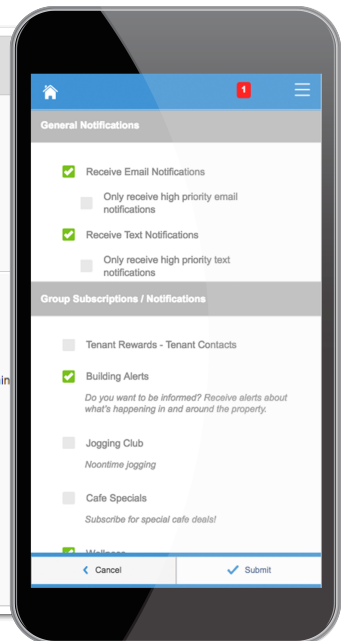 1
General Notifications
Receive Email Notifications
Only receive high priority email
notifications
Receive Text Notifications
Only receive high priority text
notifications
Group Subscriptions / Notifications
Tenant Rewards - Tenant Contacts
Building Alerts
Do you want to be informed? Receive alerts about
what's happening in and around the property.
Jogging Club
Noontime jogging
Cafe Specials
Subscribe for special cafe deals!
Wellness
Cancel
Submit